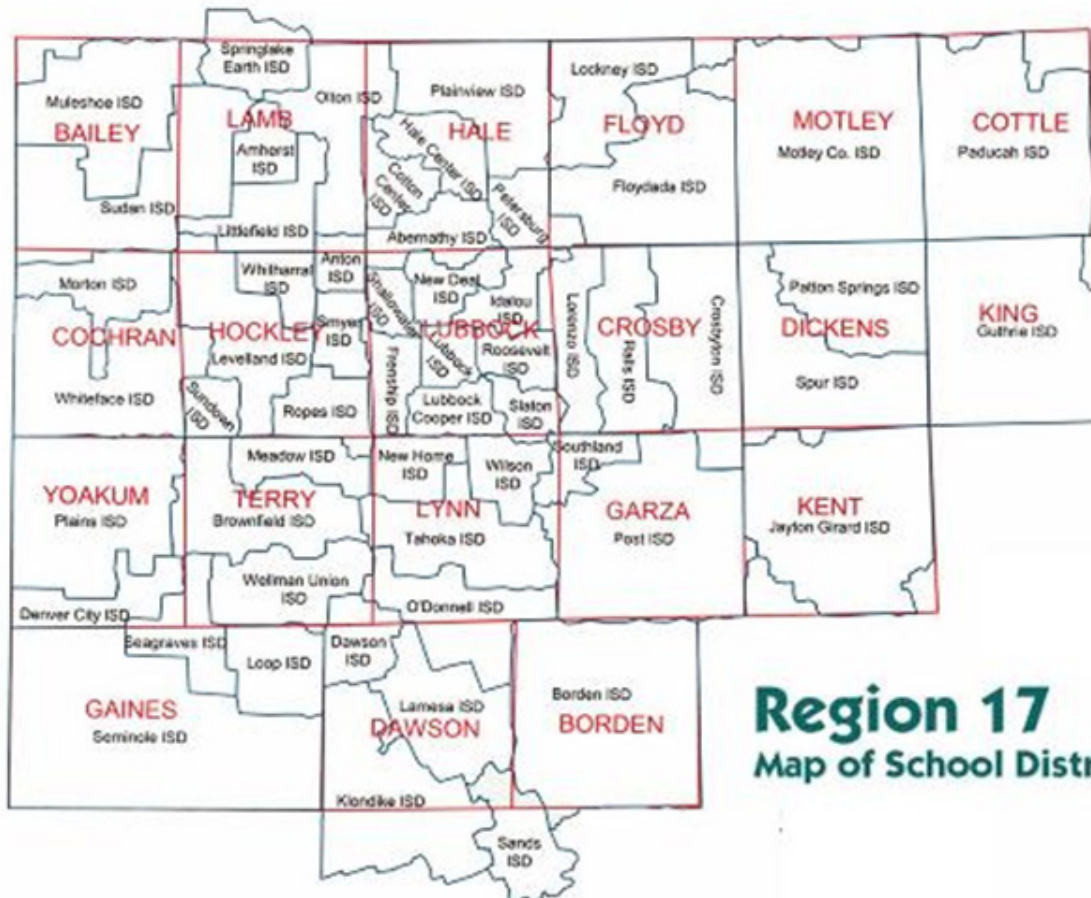 Springlake
Earth ISD
Muleshoe ISD
BAILEY
LAMB
Olton ISD
Amherst
ISD
Sudan ISD
Littlefield ISD
Plainview ISD
HALE
Hale Center ISD
Cotton
Center
ISD
Petersburg
ISD
Abernathy ISD
Lockney ISD
FLOYD
Floydada ISD
MOTLEY
Motley Co. ISD
COTTLE
Paducah ISD
Morton ISD
COCHRAN
Whiteface ISD
Whitharral
ISD
Anton
ISD
HOCKLEY
Smyer
ISD
Levelland ISD
Sundown
ISD
Ropes ISD
Shallowater
ISD
New Deal
ISD
Idalou
ISD
LUBBOCK
Frenship ISD
Lubbock
ISD
Roosevelt
ISD
Lubbock
Cooper ISD
Slaton
ISD
Lorenzo ISD
CROSBY
Ralls ISD
Crosbyton ISD
Patton Springs ISD
DICKENS
Spur ISD
KING
Guthrie ISD
YOAKUM
Plains ISD
Denver City ISD
Meadow ISD
TERRY
Brownfield ISD
Wellman Union
ISD
New Home
ISD
Wilson
ISD
LYNN
Tahoka ISD
O'Donnell ISD
Southland
ISD
GARZA
Post ISD
KENT
Jayton Girard ISD
Seagraves ISD
Loop ISD
GAINES
Seminole ISD
Dawson
ISD
Lamesa ISD
DAWSON
Klondike ISD
Borden ISD
BORDEN
Sands
ISD
Region 17
Map of School Distr